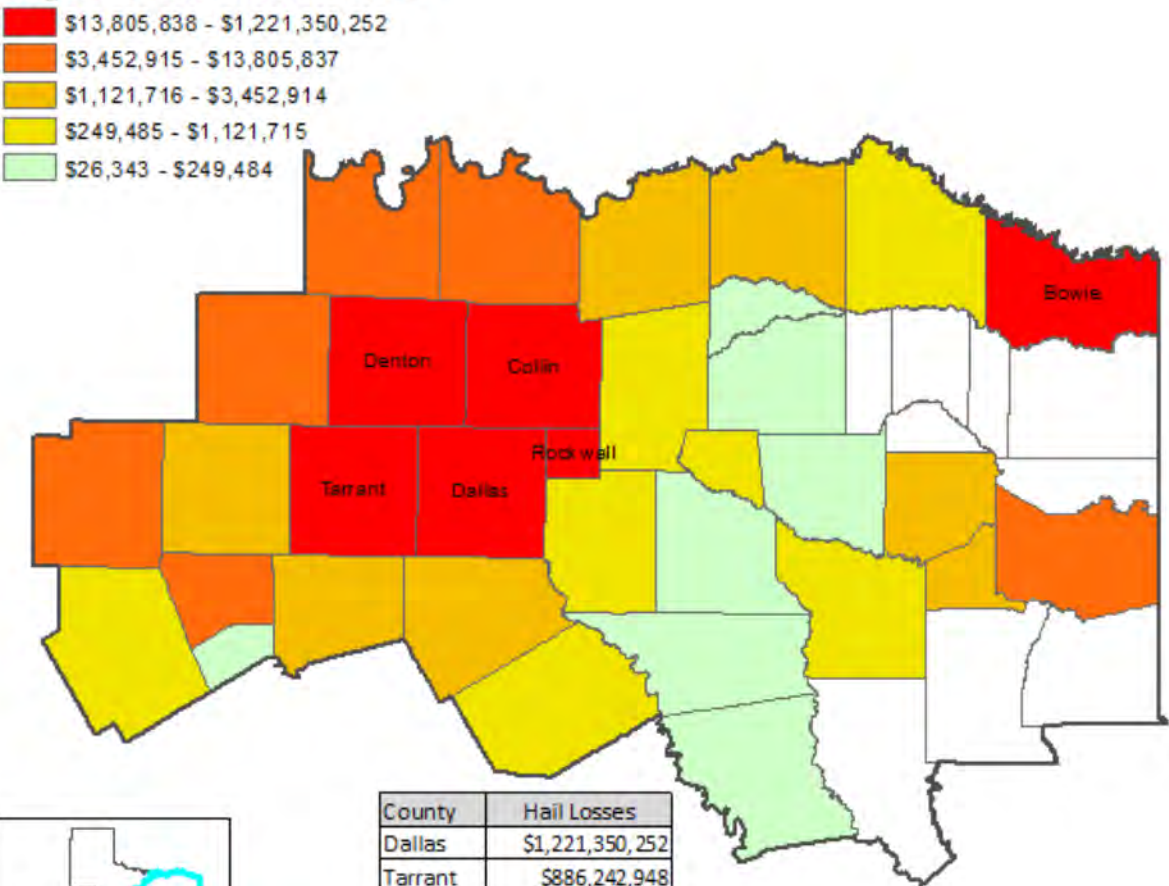 $13,805,838 - $1,221,350,252
$3,452,915 - $13,805,837
$1,121,716 - $3,452,914
$249,485 - $1,121,715
$26,343 - $249,484
Bowie
Denton
Collin
Rockwall
Tarrant
Dallas
County Hail Losses
Dallas $1,221,350,252
Tarrant $886,242,948